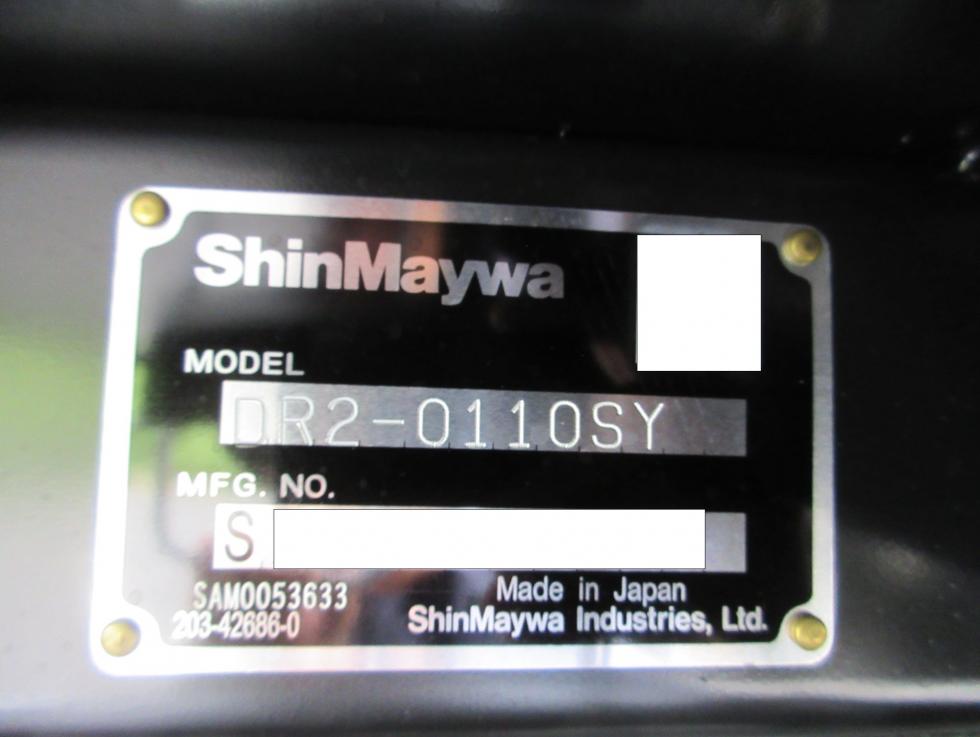 ShinMaywa
MODEL
DR2-0110SY
MFG. NO.
S
SAM0053633
203-42686-0
Made in Japan
ShinMaywa Industries, Ltd.